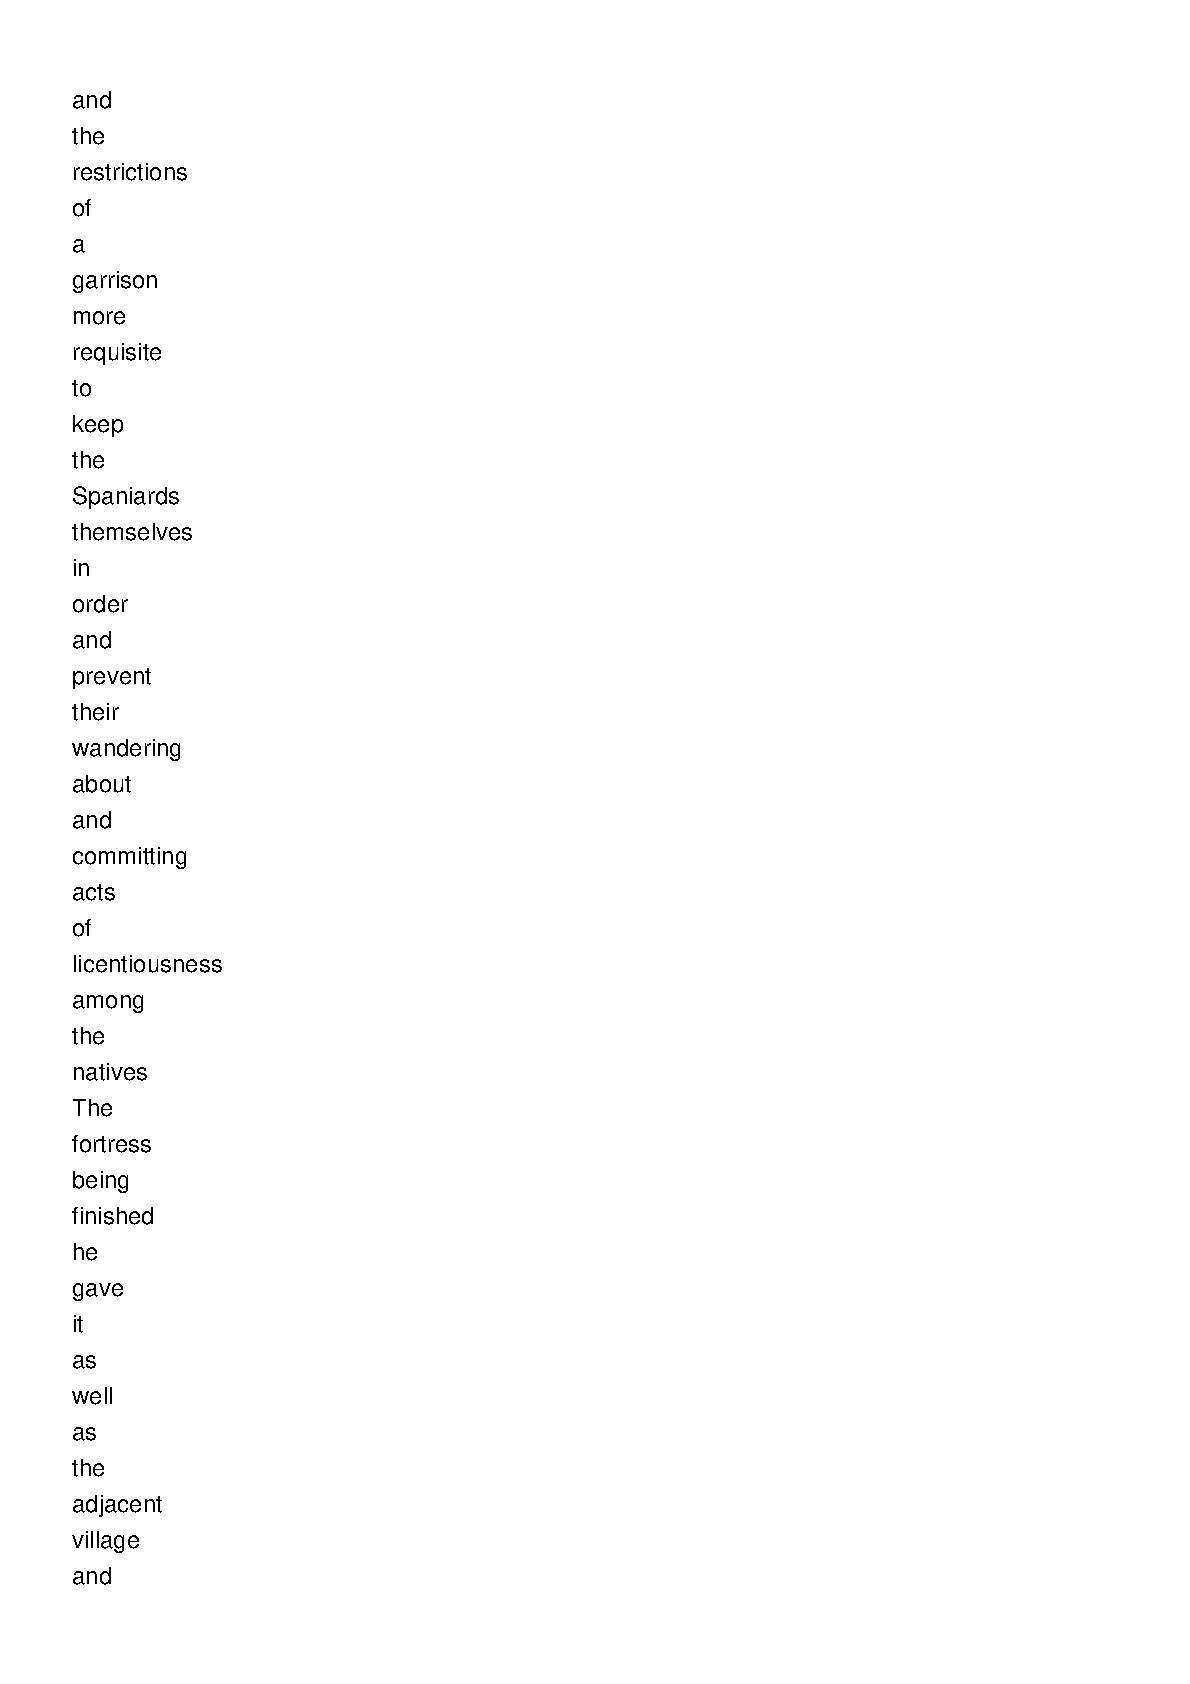 and
the
restrictions
of
a
garrison
more
requisite
to
keep
the
Spaniards
themselves
in
order
and
prevent
their
wandering
about
and
committing
acts
of
licentiousness
among
the
natives
The
fortress
being
finished
he
gave
it
as
well
as
the
adjacent
village
and